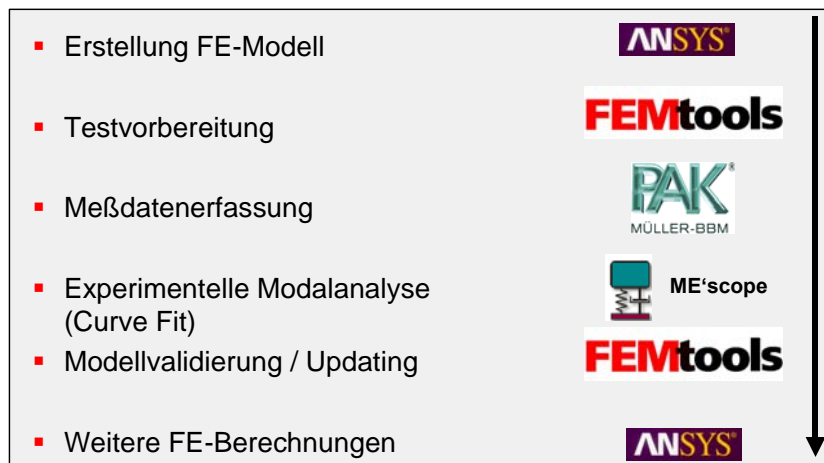 ▪ Erstellung FE-Modell ANSYS®
▪ Testvorbereitung FEMtools
▪ Meßdatenerfassung PAK®
MÜLLER-BBM
▪ Experimentelle Modalanalyse ME‘scope
(Curve Fit)
▪ Modellvalidierung / Updating FEMtools
▪ Weitere FE-Berechnungen ANSYS®